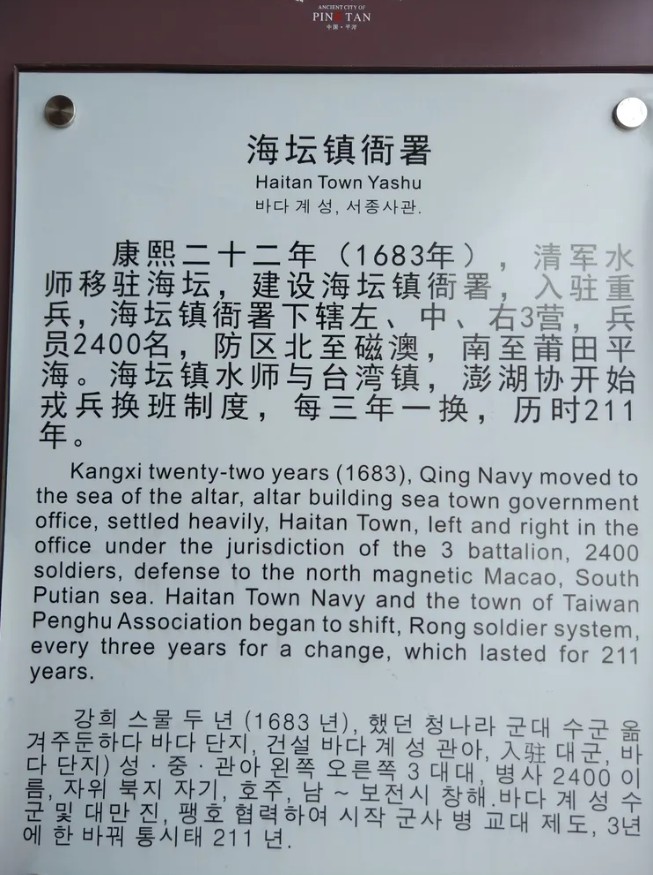 ANCIENT CITY OF
PINGTAN
中国·平潭
海坛镇衙署
Haitan Town Yashu
바다 계 성, 서종사관.
康熙二十二年（1683年），清军水
师移驻海坛，建设海坛镇衙署，入驻重
兵，海坛镇衙署下辖左、中、右3营，兵
员2400名，防区北至磁澳，南至莆田平
海。海坛镇水师与台湾镇，澎湖协开始
戎兵换班制度，每三年一换，历时211
年。
Kangxi twenty-two years (1683), Qing Navy moved to
the sea of the altar, altar building sea town government
office, settled heavily, Haitan Town, left and right in the
office under the jurisdiction of the 3 battalion, 2400
soldiers, defense to the north magnetic Macao, South
Putian sea. Haitan Town Navy and the town of Taiwan
Penghu Association began to shift, Rong soldier system,
every three years for a change, which lasted for 211
years.
강희 스물 두 년 (1683 년), 했던 청나라 군대 수군 옮
겨주둔하다 바다 단지, 건설 바다 계 성 관아, 入驻 대군, 바
다 단지) 성 · 중 · 관아 왼쪽 오른쪽 3 대대, 병사 2400 이
름, 자위 북지 자기, 호주, 남 ~ 보전시 창해.바다 계 성 수
군 및 대만 진, 팽호 협력하여 시작 군사 병 교대 제도, 3년
에 한 바꿔 통시태 211 년.